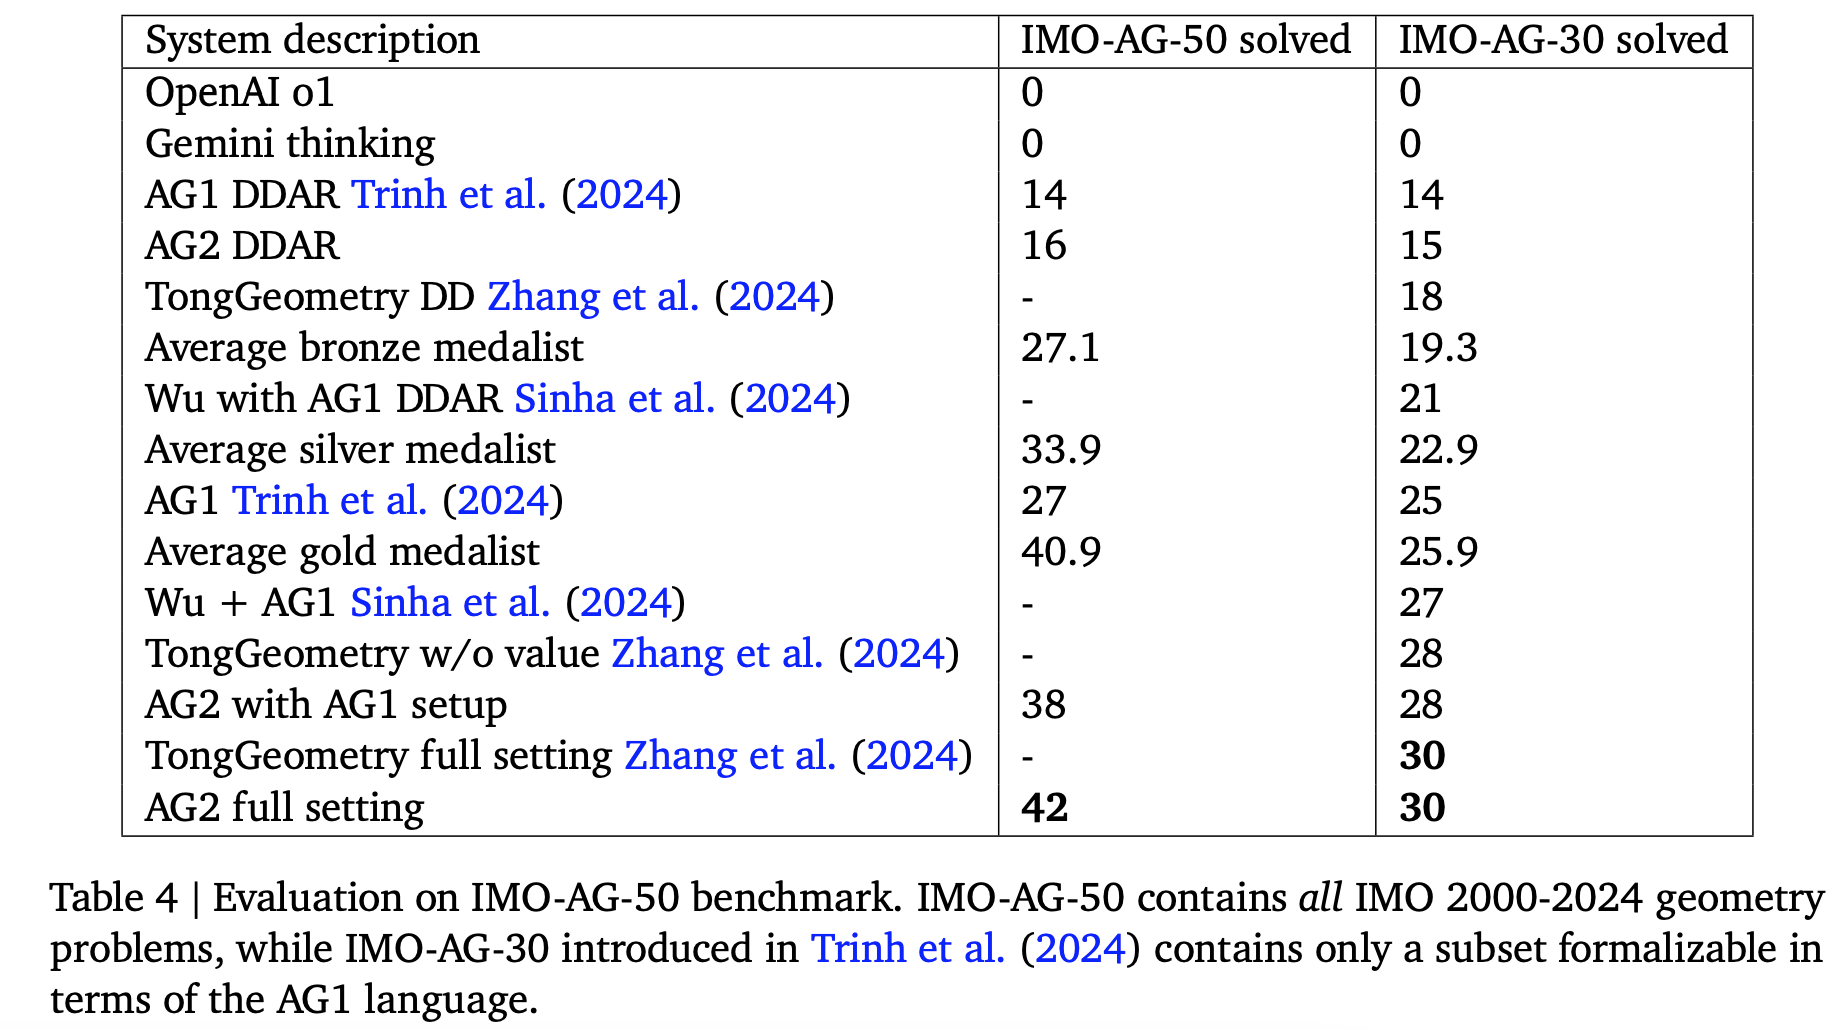 System description IMO-AG-50 solved IMO-AG-30 solved
OpenAI o1 0 0
Gemini thinking 0 0
AG1 DDAR Trinh et al. (2024) 14 14
AG2 DDAR 16 15
TongGeometry DD Zhang et al. (2024) - 18
Average bronze medalist 27.1 19.3
Wu with AG1 DDAR Sinha et al. (2024) - 21
Average silver medalist 33.9 22.9
AG1 Trinh et al. (2024) 27 25
Average gold medalist 40.9 25.9
Wu + AG1 Sinha et al. (2024) - 27
TongGeometry w/o value Zhang et al. (2024) - 28
AG2 with AG1 setup 38 28
TongGeometry full setting Zhang et al. (2024) - 30
AG2 full setting 42 30
Table 4 | Evaluation on IMO-AG-50 benchmark. IMO-AG-50 contains all IMO 2000-2024 geometry
problems, while IMO-AG-30 introduced in Trinh et al. (2024) contains only a subset formalizable in
terms of the AG1 language.